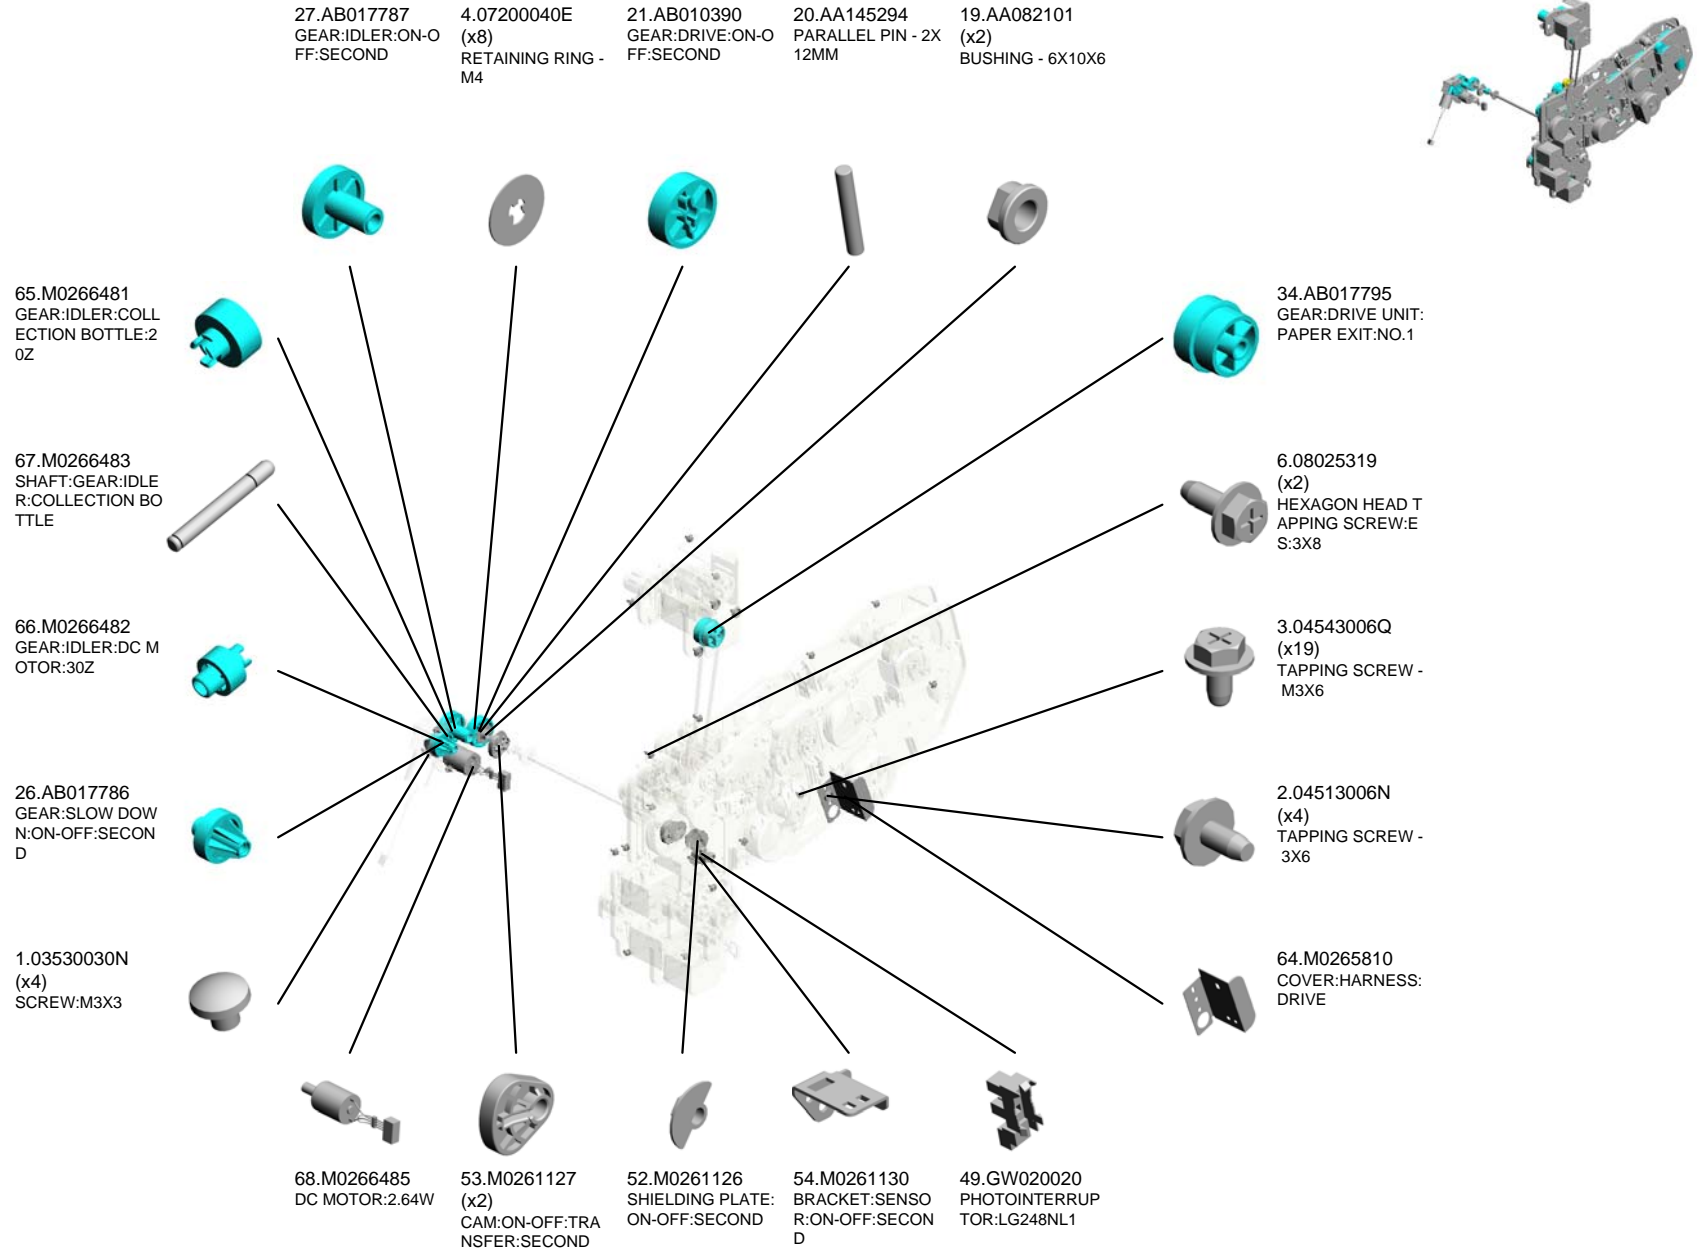 27.AB017787
GEAR:IDLER:ON-O
FF:SECOND
4.07200040E
(x8)
RETAINING RING -
M4
21.AB010390
GEAR:DRIVE:ON-O
FF:SECOND
20.AA145294
PARALLEL PIN - 2X
12MM
19.AA082101
(x2)
BUSHING - 6X10X6
65.M0266481
GEAR:IDLER:COLL
ECTION BOTTLE:2
0Z
34.AB017795
GEAR:DRIVE UNIT:
PAPER EXIT:NO.1
67.M0266483
SHAFT:GEAR:IDLE
R:COLLECTION BO
TTLE
6.08025319
(x2)
HEXAGON HEAD T
APPING SCREW:E
S:3X8
66.M0266482
GEAR:IDLER:DC M
OTOR:30Z
3.04543006Q
(x19)
TAPPING SCREW -
M3X6
26.AB017786
GEAR:SLOW DOW
N:ON-OFF:SECON
D
2.04513006N
(x4)
TAPPING SCREW -
3X6
1.03530030N
(x4)
SCREW:M3X3
64.M0265810
COVER:HARNESS:
DRIVE
68.M0266485
DC MOTOR:2.64W
53.M0261127
(x2)
CAM:ON-OFF:TRA
NSFER:SECOND
52.M0261126
SHIELDING PLATE:
ON-OFF:SECOND
54.M0261130
BRACKET:SENSO
R:ON-OFF:SECON
D
49.GW020020
PHOTOINTERRUP
TOR:LG248NL1